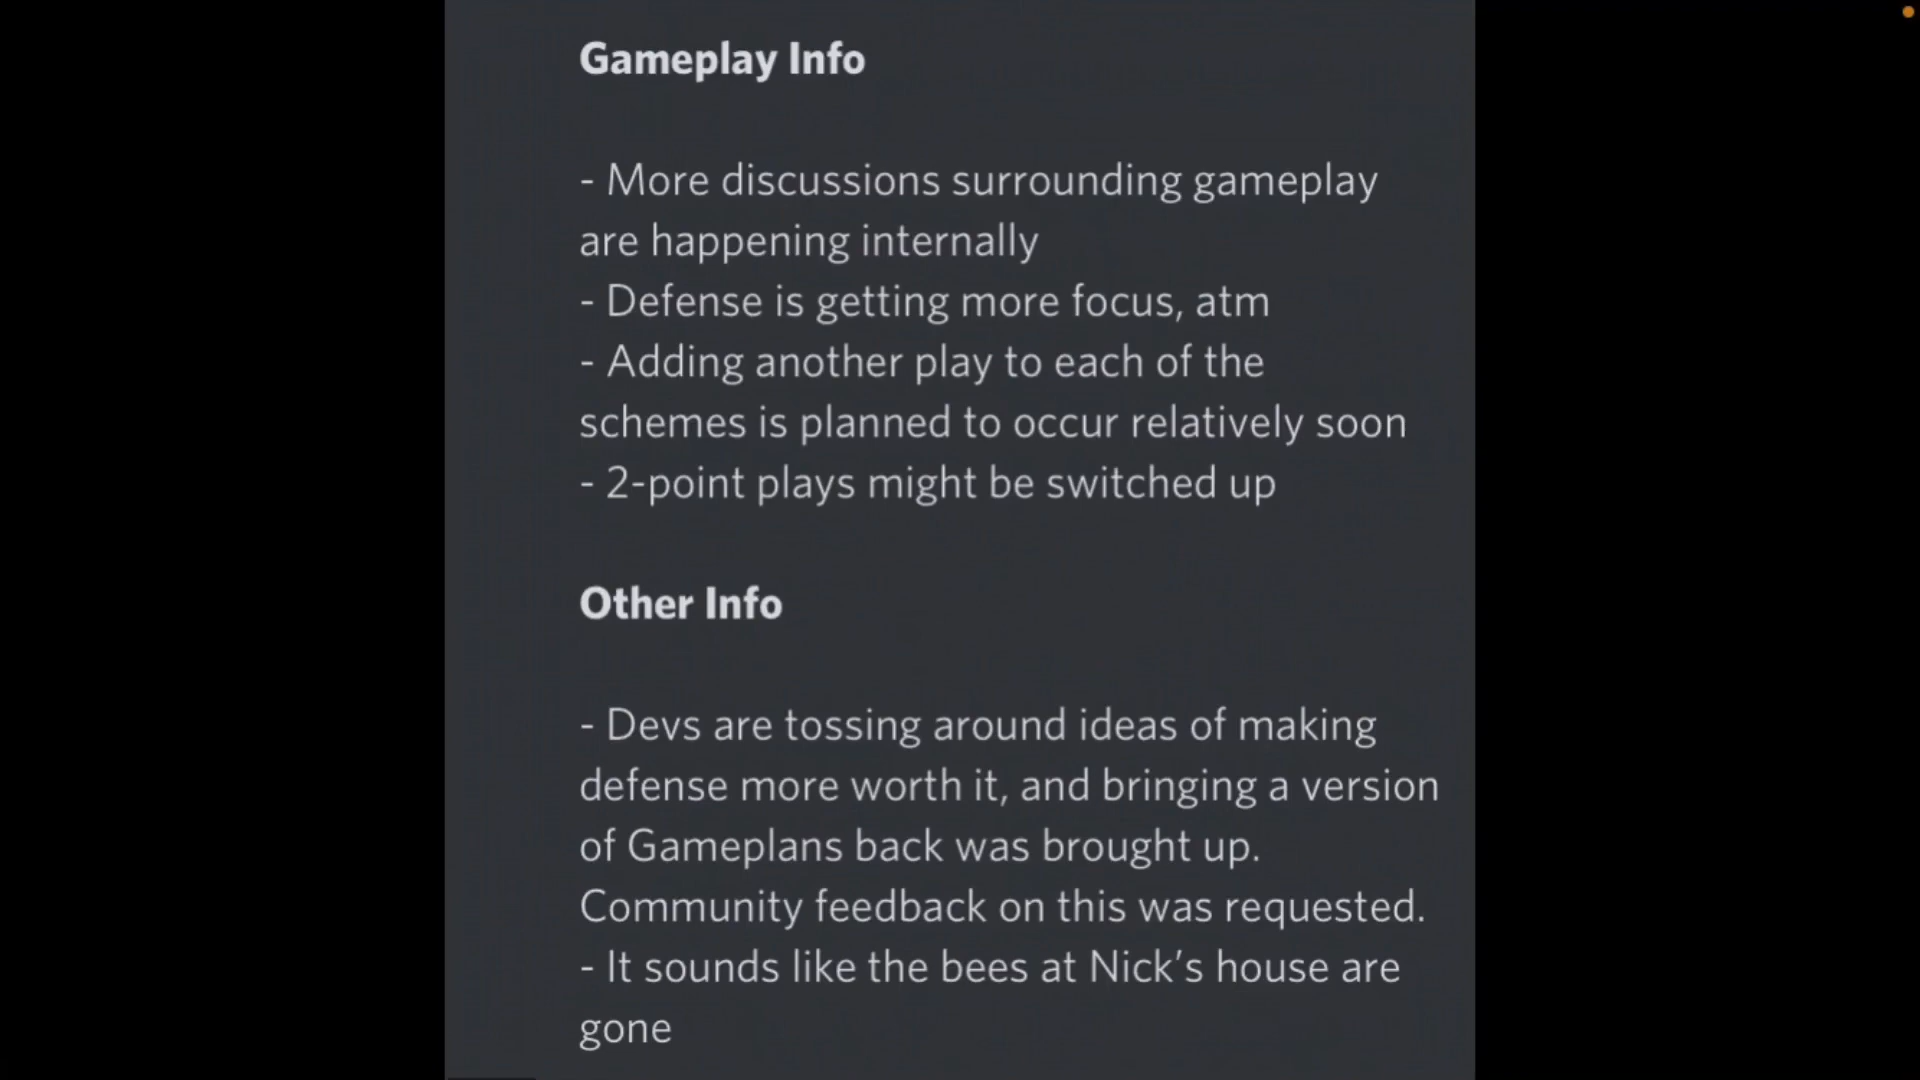 Gameplay Info
- More discussions surrounding gameplay
are happening internally
- Defense is getting more focus, atm
- Adding another play to each of the
schemes is planned to occur relatively soon
- 2-point plays might be switched up
Other Info
- Devs are tossing around ideas of making
defense more worth it, and bringing a version
of Gameplans back was brought up.
Community feedback on this was requested.
- It sounds like the bees at Nick’s house are
gone